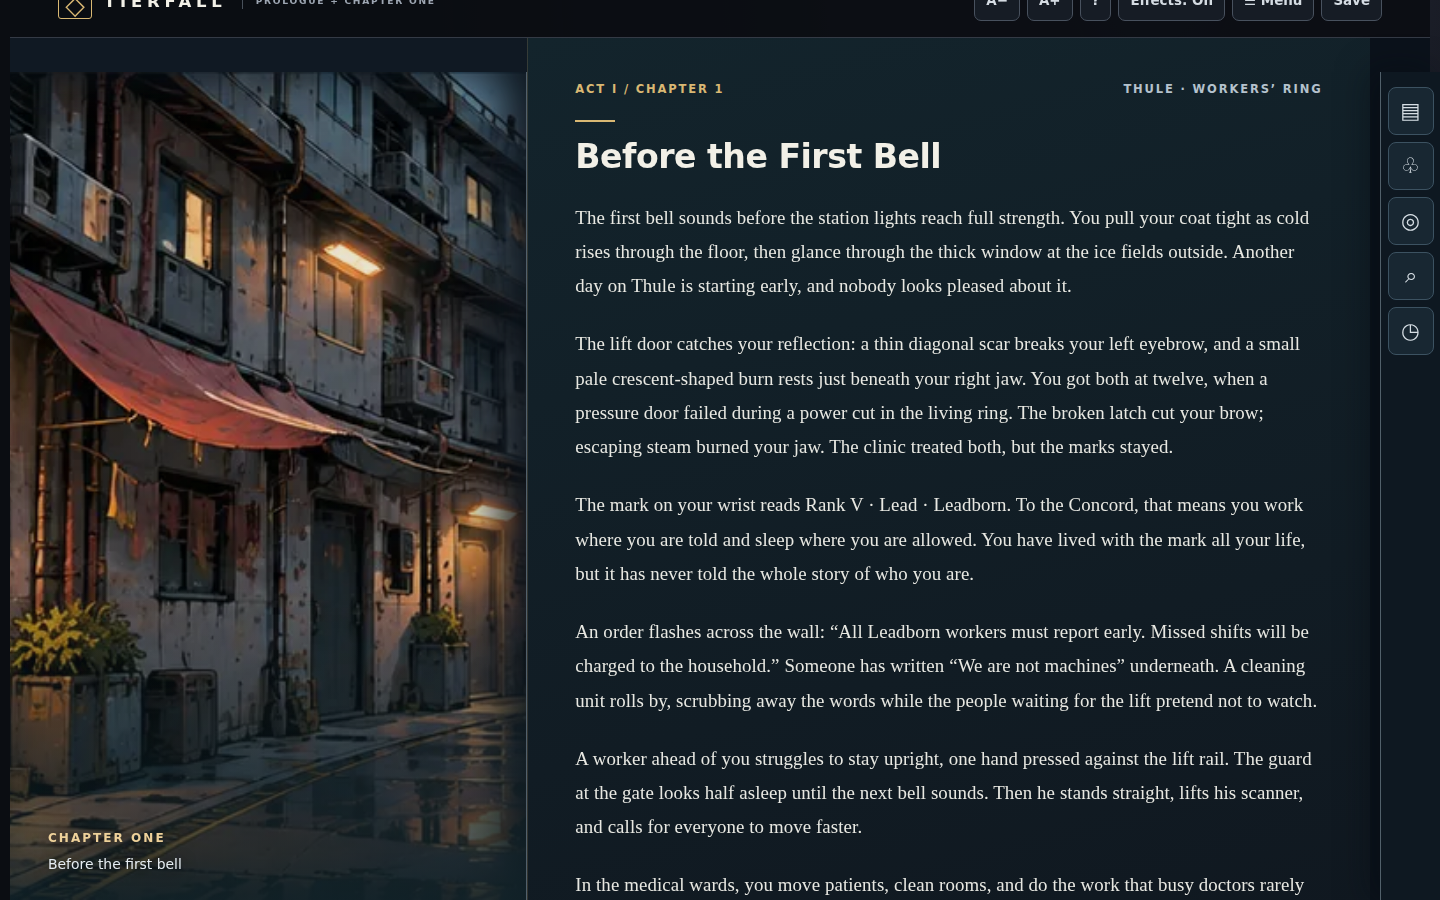 TIERFALL
PROLOGUE + CHAPTER ONE
A−
A+
?
Effects: On
☰ Menu
Save
ACT I / CHAPTER 1
THULE · WORKERS’ RING
Before the First Bell
The first bell sounds before the station lights reach full strength. You pull your coat tight as cold
rises through the floor, then glance through the thick window at the ice fields outside. Another
day on Thule is starting early, and nobody looks pleased about it.
The lift door catches your reflection: a thin diagonal scar breaks your left eyebrow, and a small
pale crescent-shaped burn rests just beneath your right jaw. You got both at twelve, when a
pressure door failed during a power cut in the living ring. The broken latch cut your brow;
escaping steam burned your jaw. The clinic treated both, but the marks stayed.
The mark on your wrist reads Rank V · Lead · Leadborn. To the Concord, that means you work
where you are told and sleep where you are allowed. You have lived with the mark all your life,
but it has never told the whole story of who you are.
An order flashes across the wall: “All Leadborn workers must report early. Missed shifts will be
charged to the household.” Someone has written “We are not machines” underneath. A cleaning
unit rolls by, scrubbing away the words while the people waiting for the lift pretend not to watch.
A worker ahead of you struggles to stay upright, one hand pressed against the lift rail. The guard
at the gate looks half asleep until the next bell sounds. Then he stands straight, lifts his scanner,
and calls for everyone to move faster.
In the medical wards, you move patients, clean rooms, and do the work that busy doctors rarely
CHAPTER ONE
Before the first bell